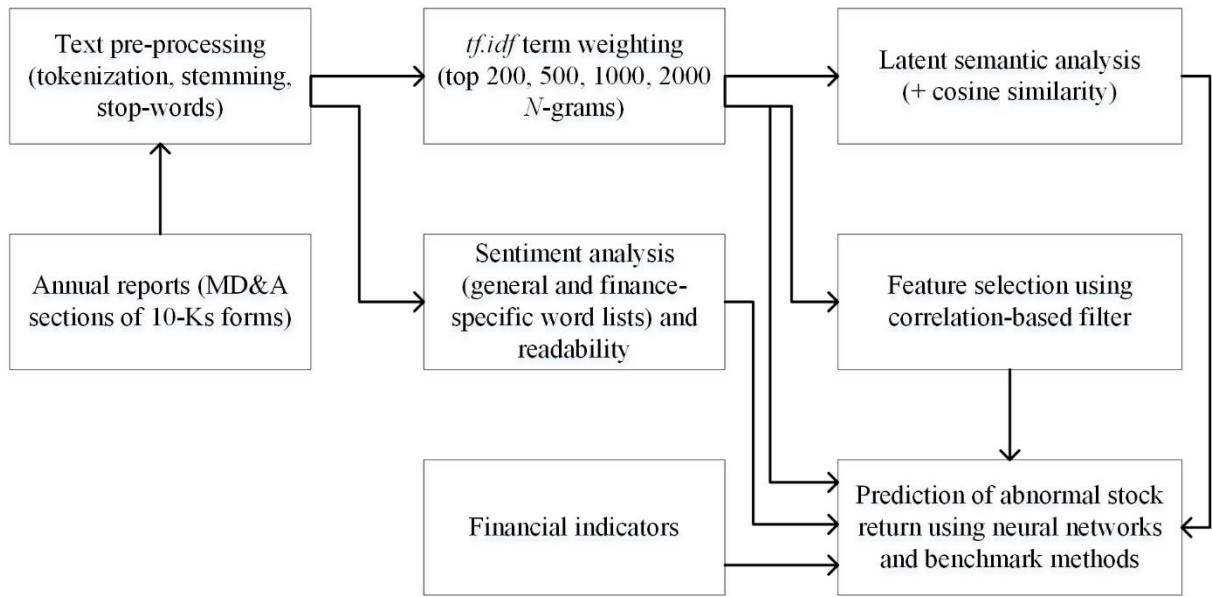 Text pre-processing
(tokenization, stemming,
stop-words)
tf.idf term weighting
(top 200, 500, 1000, 2000
N-grams)
Latent semantic analysis
(+ cosine similarity)
Annual reports (MD&A
sections of 10-Ks forms)
Sentiment analysis
(general and finance-
specific word lists) and
readability
Feature selection using
correlation-based filter
Financial indicators
Prediction of abnormal stock
return using neural networks
and benchmark methods